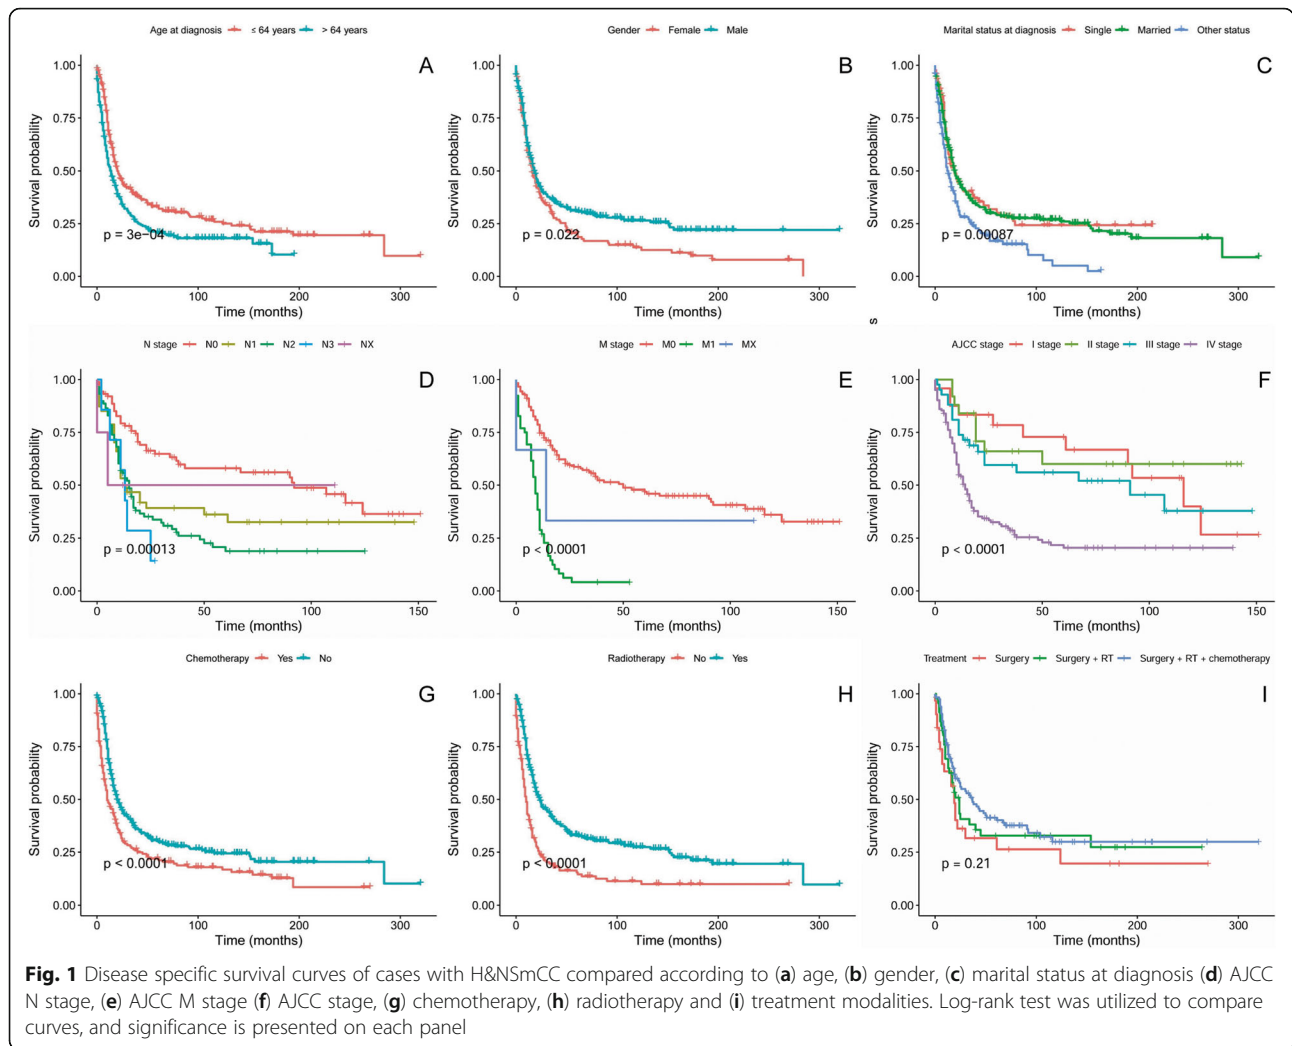 Age at diagnosis ≤ 64 years > 64 years
A
Survival probability
1.00
0.75
0.50
0.25
0.00
p = 3e−04
0 100 200 300
Time (months)
Gender Female Male
B
Survival probability
1.00
0.75
0.50
0.25
0.00
p = 0.022
0 100 200 300
Time (months)
Marital status at diagnosis Single Married Other status
C
Survival probability
1.00
0.75
0.50
0.25
0.00
p = 0.00087
0 100 200 300
Time (months)
s
N stage N0 N1 N2 N3 NX
D
Survival probability
1.00
0.75
0.50
0.25
0.00
p = 0.00013
0 50 100 150
Time (months)
M stage M0 M1 MX
E
Survival probability
1.00
0.75
0.50
0.25
0.00
p < 0.0001
0 50 100 150
Time (months)
AJCC stage I stage II stage III stage IV stage
F
Survival probability
1.00
0.75
0.50
0.25
0.00
p < 0.0001
0 50 100 150
Time (months)
Chemotherapy Yes No
G
Survival probability
1.00
0.75
0.50
0.25
0.00
p < 0.0001
0 100 200 300
Time (months)
Radiotherapy No Yes
H
Survival probability
1.00
0.75
0.50
0.25
0.00
p < 0.0001
0 100 200 300
Time (months)
Treatment Surgery Surgery + RT Surgery + RT + chemotherapy
I
Survival probability
1.00
0.75
0.50
0.25
0.00
p = 0.21
0 100 200 300
Time (months)
Fig. 1 Disease specific survival curves of cases with H&NSmCC compared according to (a) age, (b) gender, (c) marital status at diagnosis (d) AJCC
N stage, (e) AJCC M stage (f) AJCC stage, (g) chemotherapy, (h) radiotherapy and (i) treatment modalities. Log-rank test was utilized to compare
curves, and significance is presented on each panel